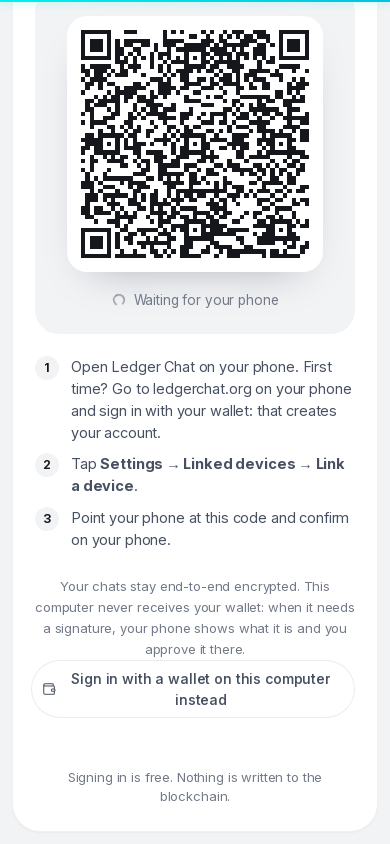 Waiting for your phone
1 Open Ledger Chat on your phone. First
time? Go to ledgerchat.org on your phone
and sign in with your wallet: that creates
your account.
2 Tap Settings → Linked devices → Link
a device.
3 Point your phone at this code and confirm
on your phone.
Your chats stay end-to-end encrypted. This
computer never receives your wallet: when it needs
a signature, your phone shows what it is and you
approve it there.
Sign in with a wallet on this computer
instead
Signing in is free. Nothing is written to the
blockchain.